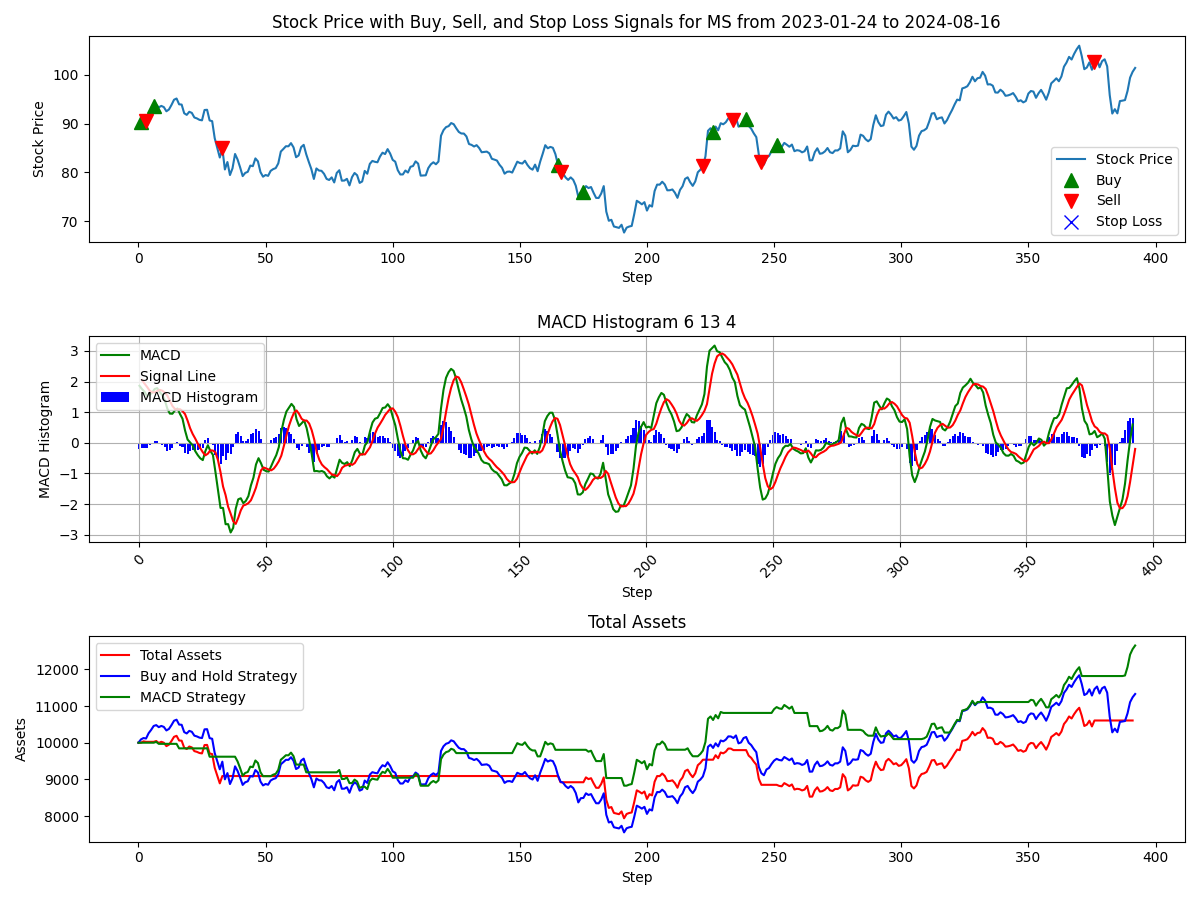 Stock Price with Buy, Sell, and Stop Loss Signals for MS from 2023-01-24 to 2024-08-16
Stock Price
100
90
80
70
Stock Price
Buy
Sell
Stop Loss
0 50 100 150 200 250 300 350 400
Step
MACD Histogram 6 13 4
MACD Histogram
3
2
1
0
−1
−2
−3
MACD
Signal Line
MACD Histogram
0 50 100 150 200 250 300 350 400
Step
Total Assets
Assets
12000
11000
10000
9000
8000
Total Assets
Buy and Hold Strategy
MACD Strategy
0 50 100 150 200 250 300 350 400
Step